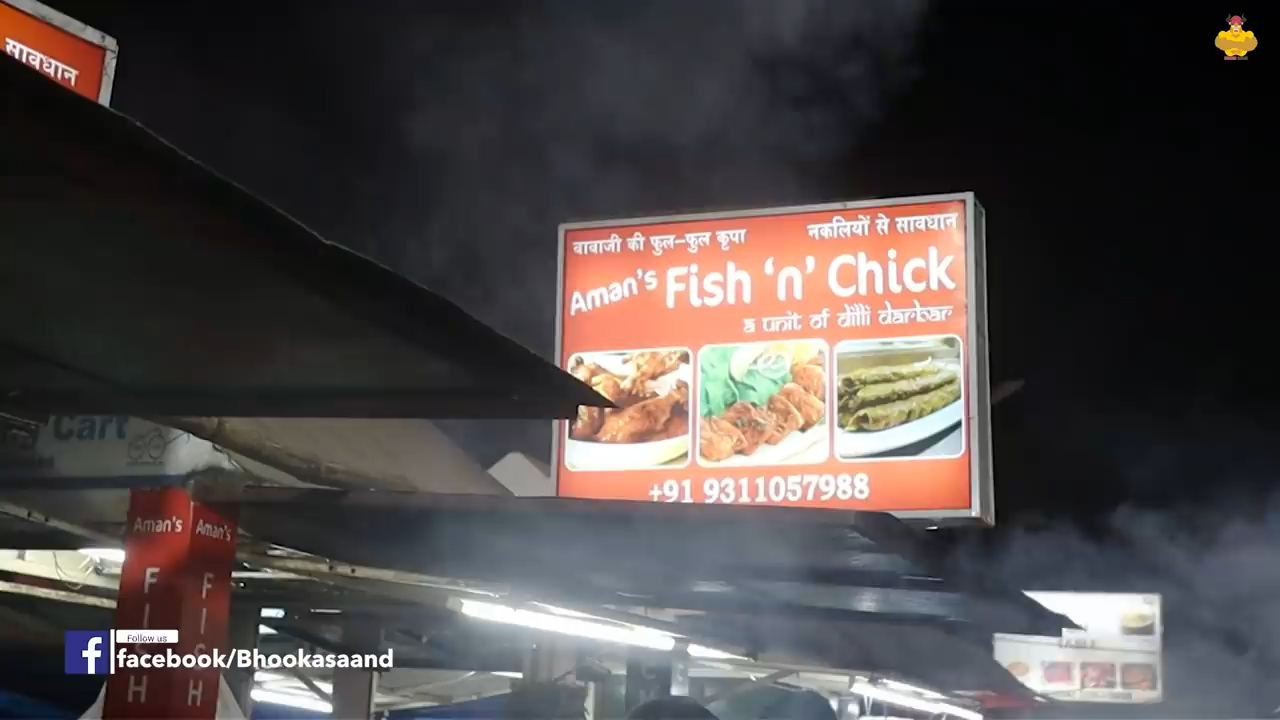 सावधान
बाबाजी की फुल-फुल कृपा
नकलियों से सावधान
Aman's Fish 'n' Chick
a unit of dilli darbar
+91 9311057988
Cart
Aman's
Aman's
FISH
FISH
Follow us
facebook/Bhookasaand